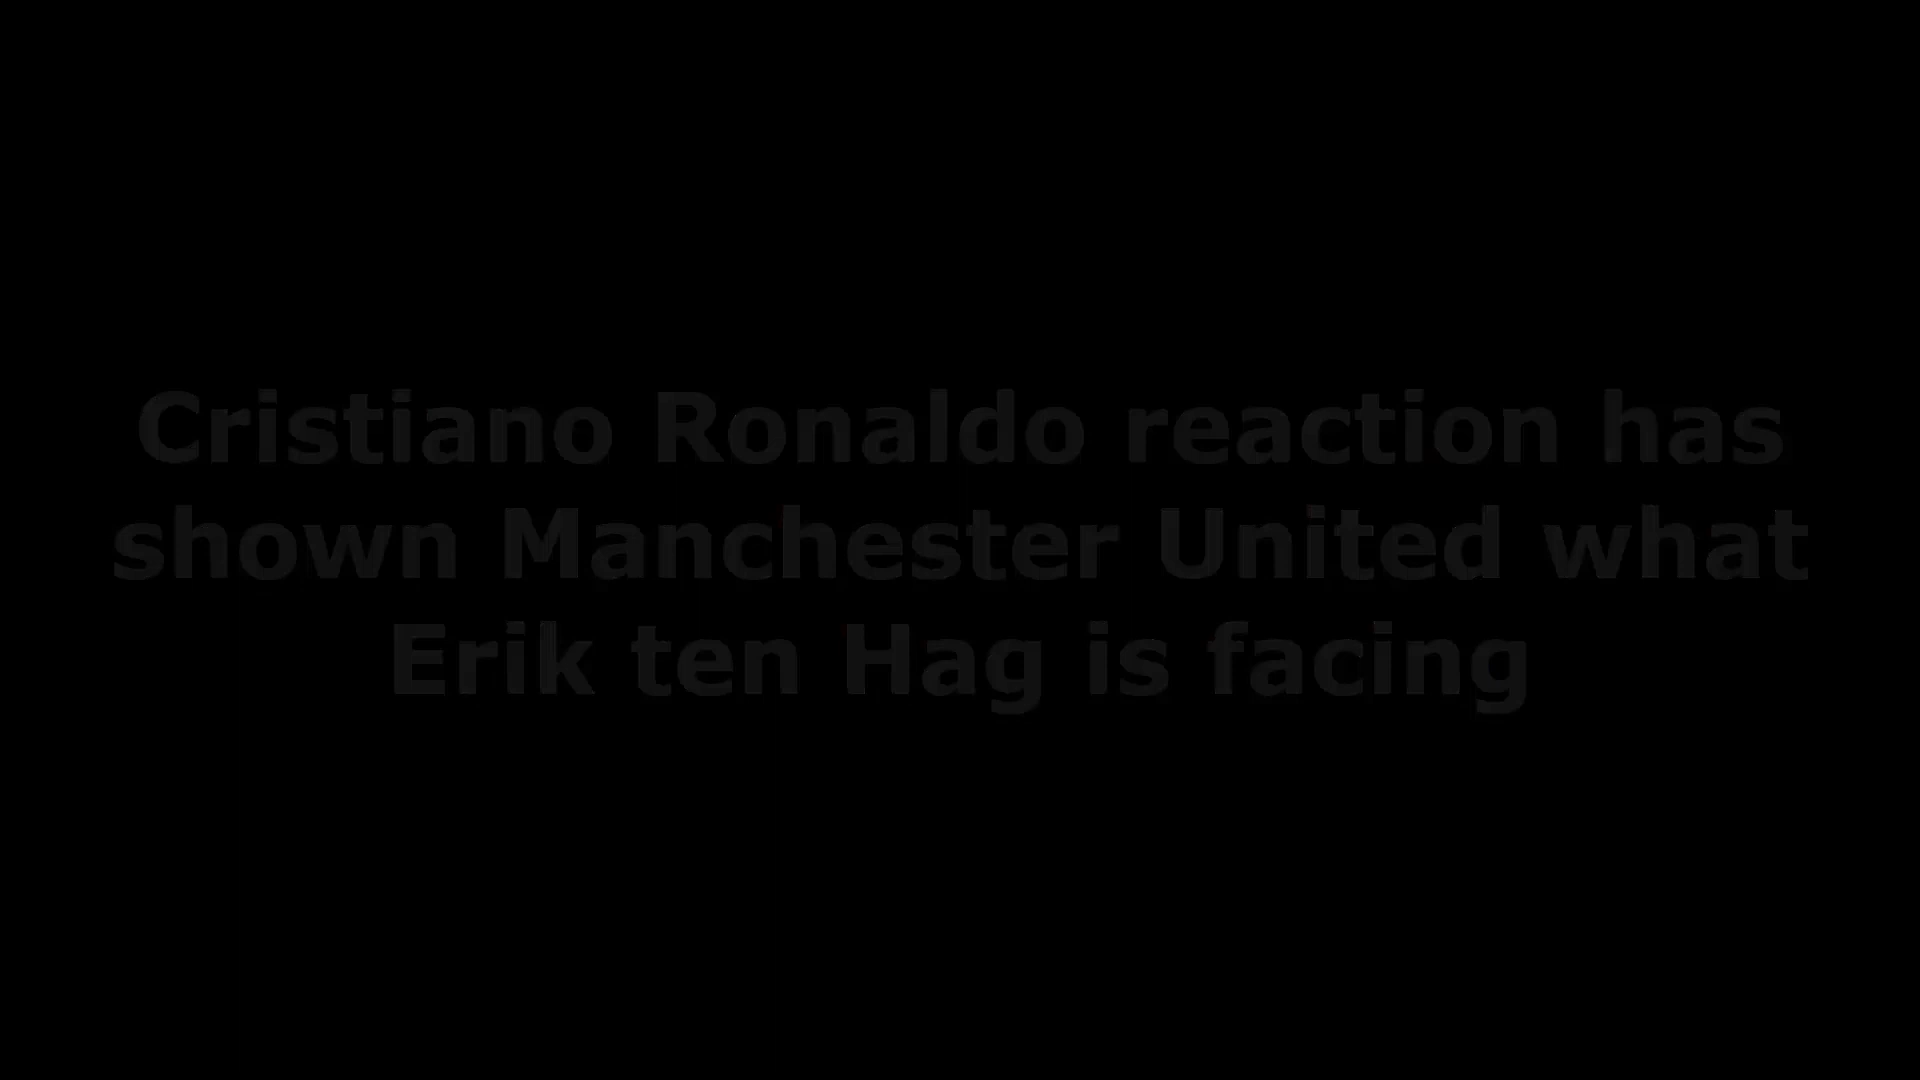 Cristiano Ronaldo reaction has
shown Manchester United what
Erik ten Hag is facing